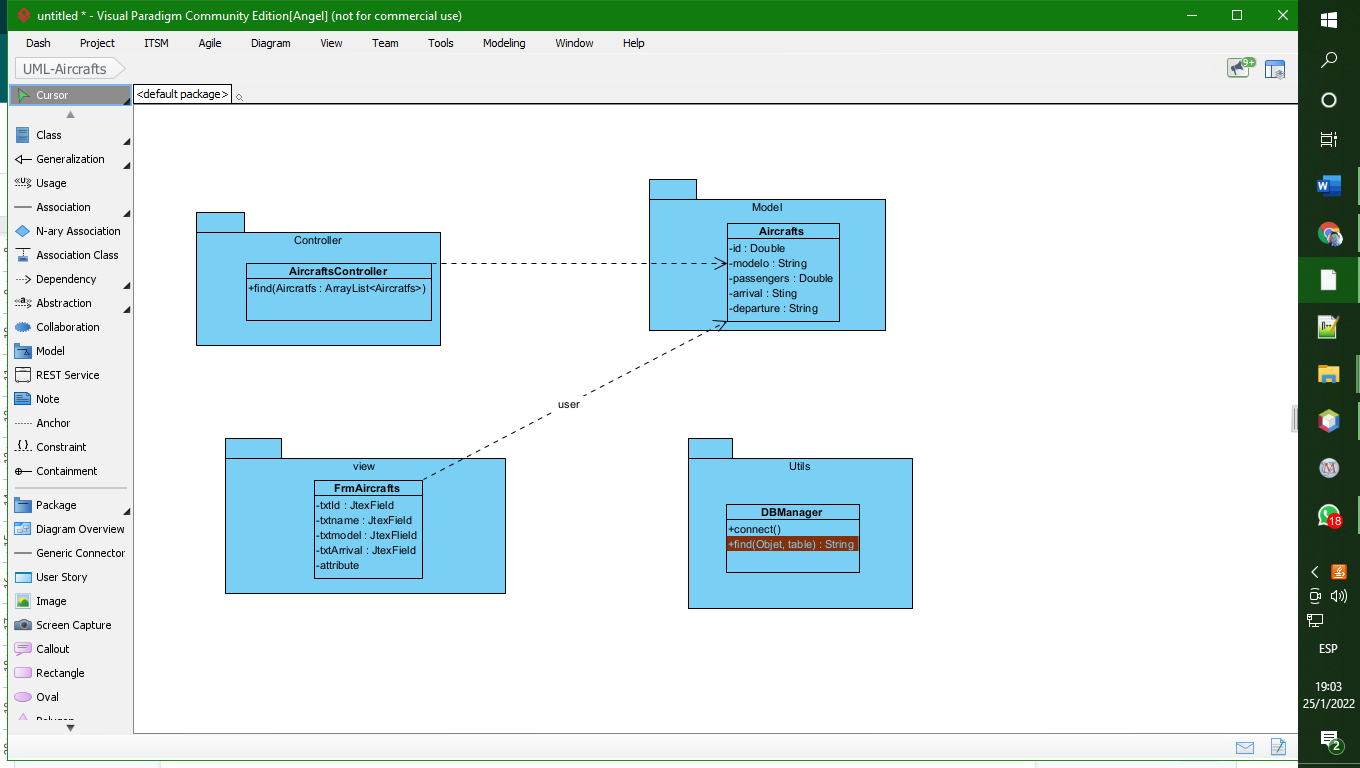 untitled * - Visual Paradigm Community Edition[Angel] (not for commercial use)
Dash Project ITSM Agile Diagram View Team Tools Modeling Window Help
UML-Aircrafts
9+
Cursor
<default package>
Class
Generalization
Usage
Association
N-ary Association
Association Class
Dependency
Abstraction
Collaboration
Model
REST Service
Note
Anchor
Constraint
Containment
Package
Diagram Overview
Generic Connector
User Story
Image
Screen Capture
Callout
Rectangle
Oval
Polygon
Controller
AircraftsController
+find(Aircratfs : ArrayList<Aircratfs>)
Model
Aircrafts
-id : Double
-modelo : String
-passengers : Double
-arrival : Sting
-departure : String
user
view
FrmAircrafts
-txtId : JtexField
-txtname : JtexField
-txtmodel : JtexFlield
-txtArrival : JtexField
-attribute
Utils
DBManager
+connect()
+find(Objet, table) : String
18
ESP
19:03
25/1/2022
2